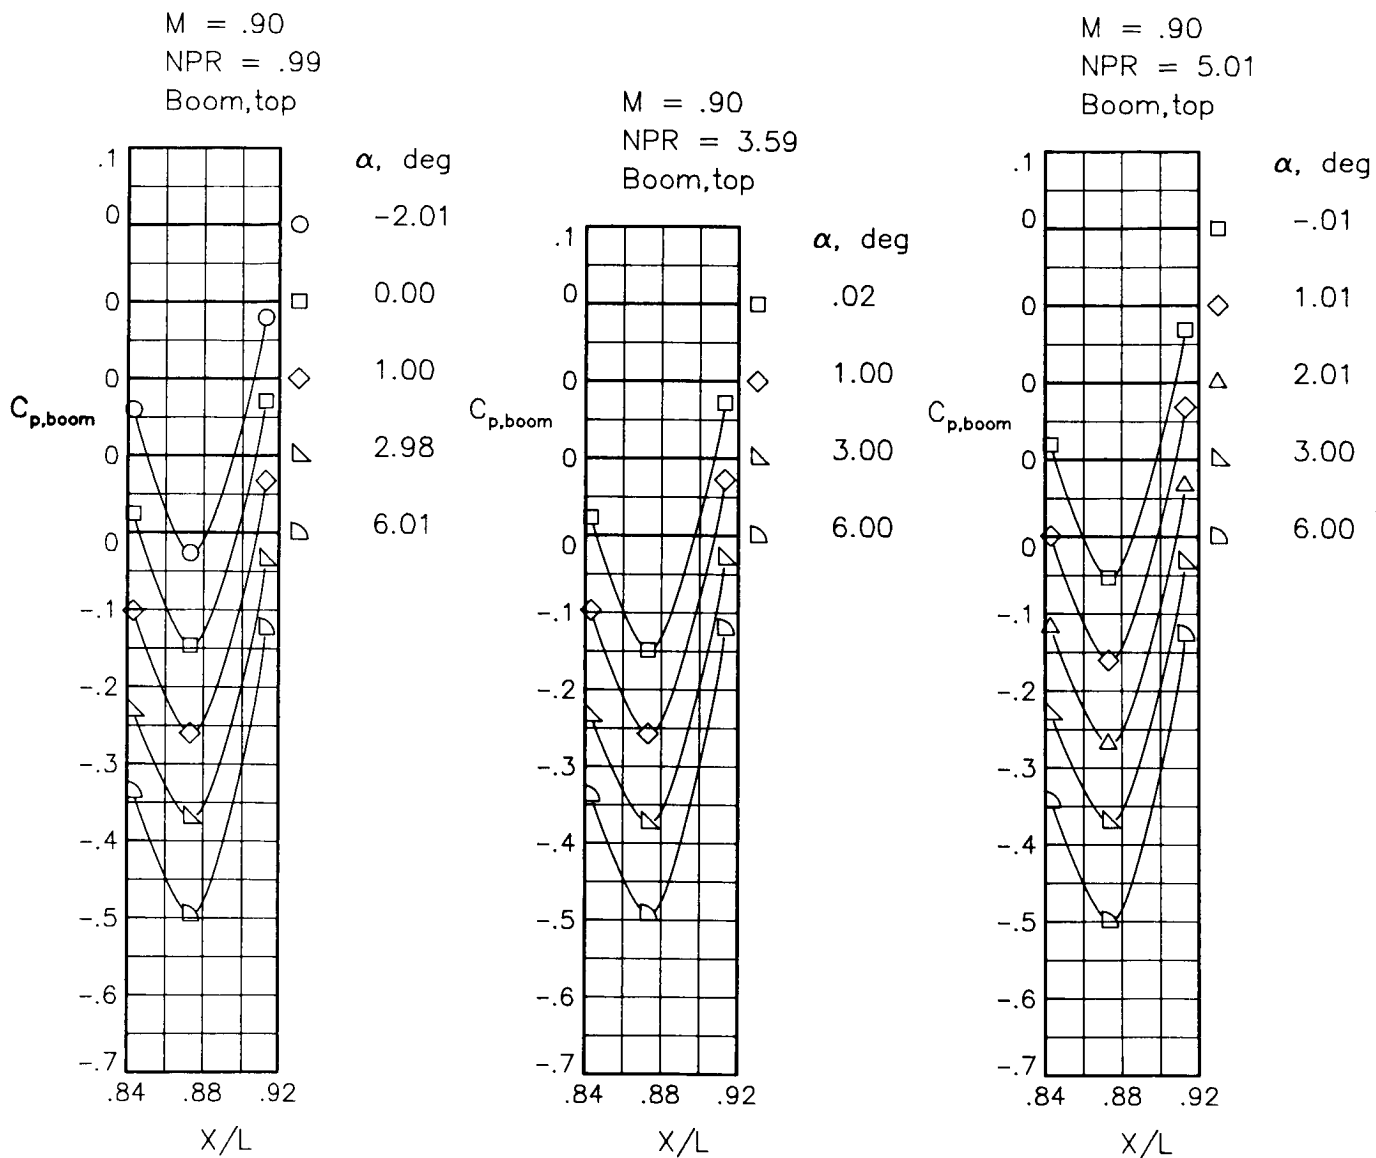 M = .90
NPR = .99
Boom,top
.1
0
0
0
0
0
-.1
-.2
-.3
-.4
-.5
-.6
-.7
C p,boom
.84 .88 .92
X/L
α, deg
-2.01
0.00
1.00
2.98
6.01
M = .90
NPR = 3.59
Boom,top
.1
0
0
0
0
-.1
-.2
-.3
-.4
-.5
-.6
-.7
C p,boom
.84 .88 .92
X/L
α, deg
.02
1.00
3.00
6.00
M = .90
NPR = 5.01
Boom,top
.1
0
0
0
0
0
-.1
-.2
-.3
-.4
-.5
-.6
-.7
C p,boom
.84 .88 .92
X/L
α, deg
-.01
1.01
2.01
3.00
6.00